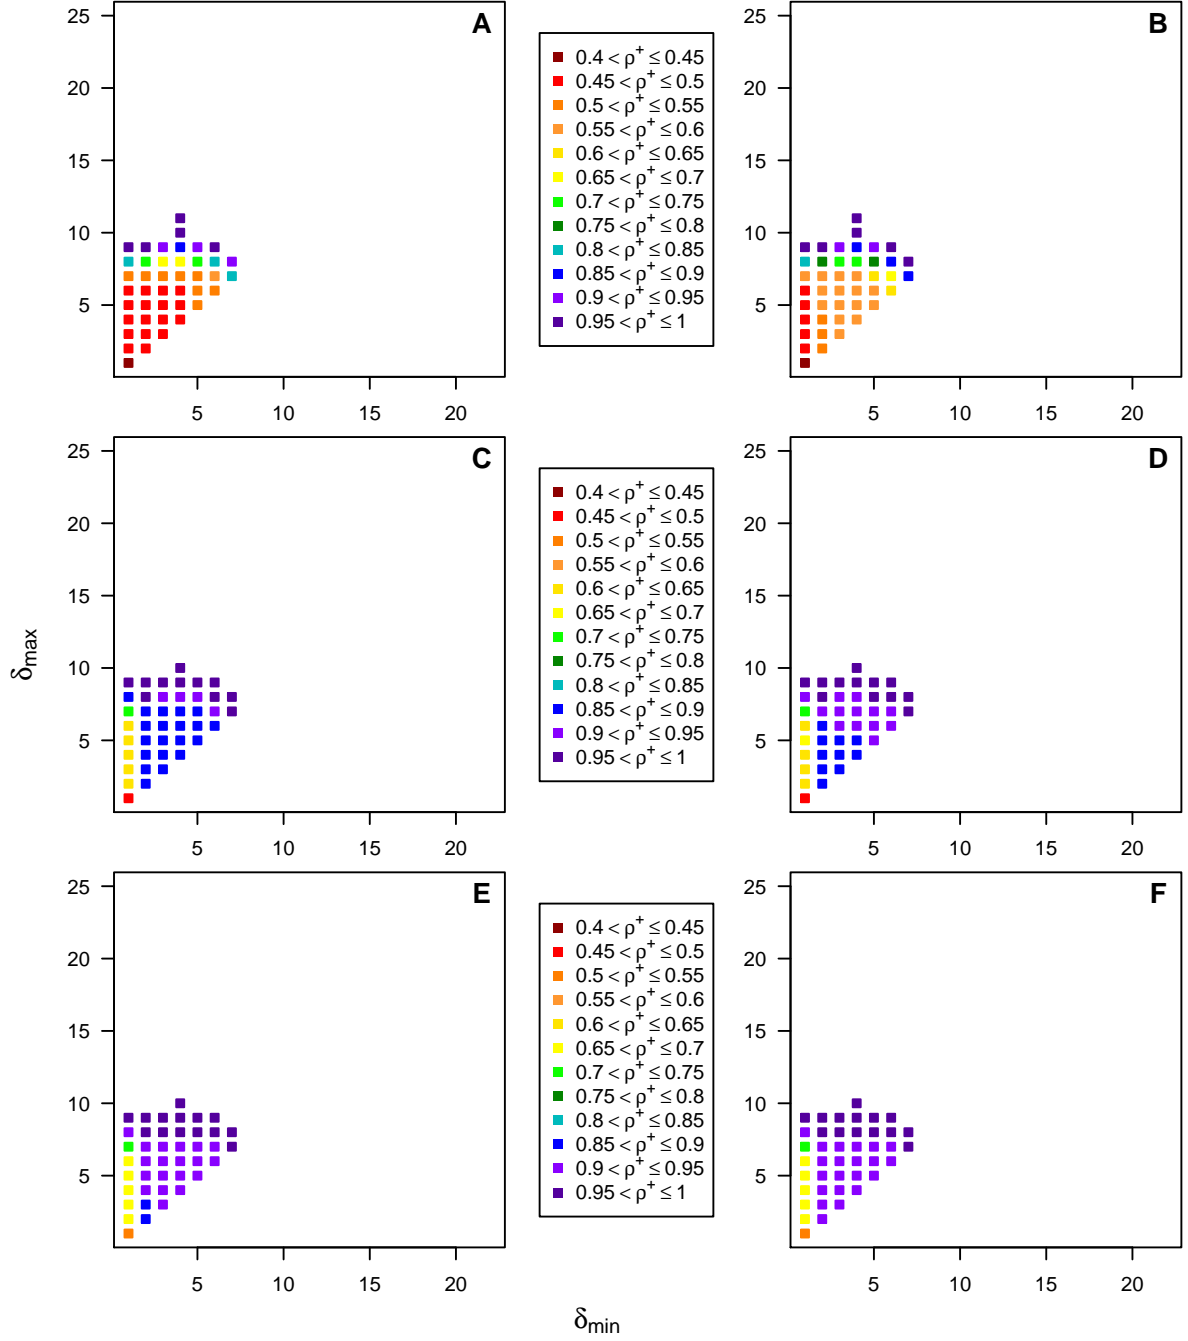 A
25
20
15
10
5
5 10 15 20
0.4 < ρ+ ≤ 0.45
0.45 < ρ+ ≤ 0.5
0.5 < ρ+ ≤ 0.55
0.55 < ρ+ ≤ 0.6
0.6 < ρ+ ≤ 0.65
0.65 < ρ+ ≤ 0.7
0.7 < ρ+ ≤ 0.75
0.75 < ρ+ ≤ 0.8
0.8 < ρ+ ≤ 0.85
0.85 < ρ+ ≤ 0.9
0.9 < ρ+ ≤ 0.95
0.95 < ρ+ ≤ 1
B
25
20
15
10
5
5 10 15 20
δmax
C
25
20
15
10
5
5 10 15 20
0.4 < ρ+ ≤ 0.45
0.45 < ρ+ ≤ 0.5
0.5 < ρ+ ≤ 0.55
0.55 < ρ+ ≤ 0.6
0.6 < ρ+ ≤ 0.65
0.65 < ρ+ ≤ 0.7
0.7 < ρ+ ≤ 0.75
0.75 < ρ+ ≤ 0.8
0.8 < ρ+ ≤ 0.85
0.85 < ρ+ ≤ 0.9
0.9 < ρ+ ≤ 0.95
0.95 < ρ+ ≤ 1
D
25
20
15
10
5
5 10 15 20
E
25
20
15
10
5
5 10 15 20
0.4 < ρ+ ≤ 0.45
0.45 < ρ+ ≤ 0.5
0.5 < ρ+ ≤ 0.55
0.55 < ρ+ ≤ 0.6
0.6 < ρ+ ≤ 0.65
0.65 < ρ+ ≤ 0.7
0.7 < ρ+ ≤ 0.75
0.75 < ρ+ ≤ 0.8
0.8 < ρ+ ≤ 0.85
0.85 < ρ+ ≤ 0.9
0.9 < ρ+ ≤ 0.95
0.95 < ρ+ ≤ 1
F
25
20
15
10
5
5 10 15 20
δmin